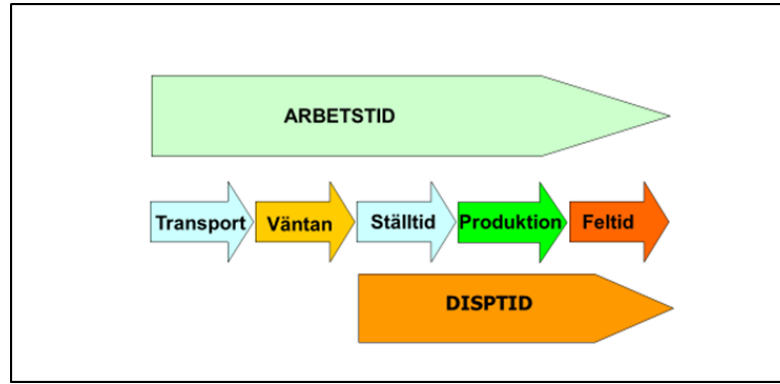 ARBETSTID
Transport Väntan Ställtid Produktion Feltid
DISPTID